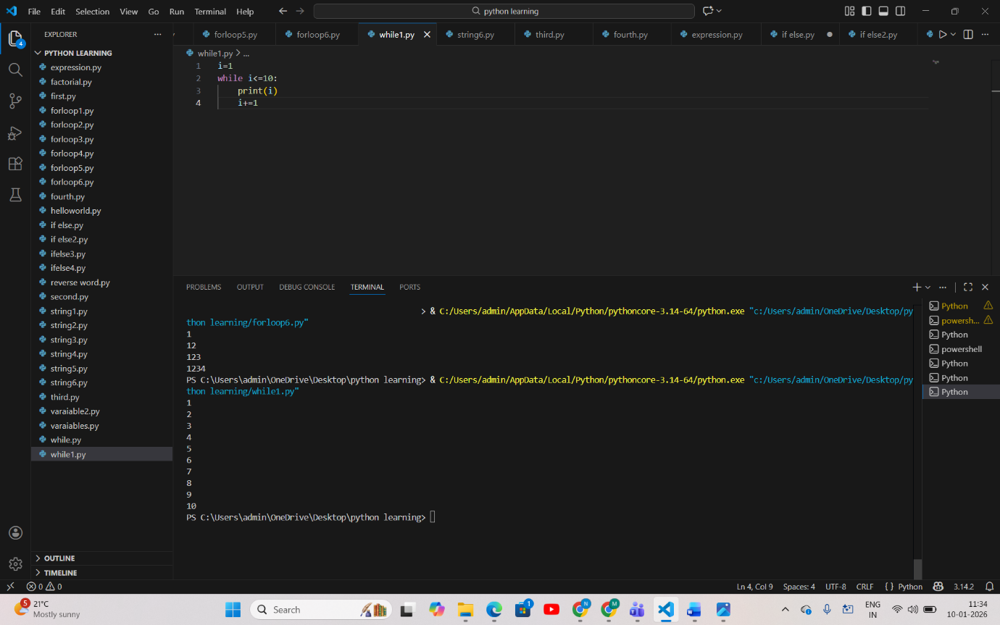 File Edit Selection View Go Run Terminal Help
python learning
EXPLORER
forloop5.py
forloop6.py
while1.py
string6.py
third.py
fourth.py
expression.py
if else.py
if else2.py
4
PYTHON LEARNING
expression.py
factorial.py
first.py
forloop1.py
forloop2.py
forloop3.py
forloop4.py
forloop5.py
forloop6.py
fourth.py
helloworld.py
if else.py
if else2.py
ifelse3.py
ifelse4.py
reverse word.py
second.py
string1.py
string2.py
string3.py
string4.py
string5.py
string6.py
third.py
varaiable2.py
varaiables.py
while.py
while1.py
OUTLINE
TIMELINE
while1.py > ...
1 i=1
2 while i<=10:
3 print(i)
4 i+=1
PROBLEMS OUTPUT DEBUG CONSOLE TERMINAL PORTS
> & C:/Users/admin/AppData/Local/Python/pythoncore-3.14-64/python.exe "c:/Users/admin/OneDrive/Desktop/py
thon learning/forloop6.py"
1
12
123
1234
PS C:\Users\admin\OneDrive\Desktop\python learning> & C:/Users/admin/AppData/Local/Python/pythoncore-3.14-64/python.exe "c:/Users/admin/OneDrive/Desktop/py
thon learning/while1.py"
1
2
3
4
5
6
7
8
9
10
PS C:\Users\admin\OneDrive\Desktop\python learning>
Python
powersh...
Python
powershell
Python
Python
Python
0 0
Ln 4, Col 9 Spaces: 4 UTF-8 CRLF { } Python 3.14.2
5
21°C
Mostly sunny
Search
1
N
M
T
W
ENG
IN
11:34
10-01-2026